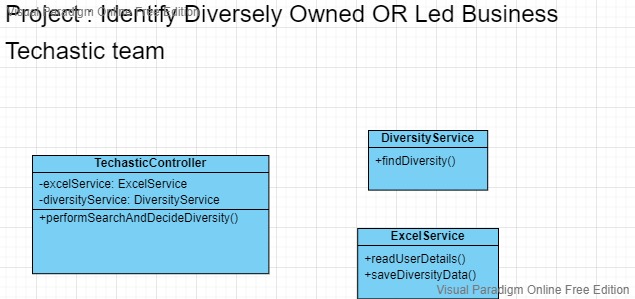 Project : Identify Diversely Owned OR Led Business
Visual Paradigm Online Free Edition
Techastic team
DiversityService
+findDiversity()
TechasticController
-excelService: ExcelService
-diversityService: DiversityService
+performSearchAndDecideDiversity()
ExcelService
+readUserDetails()
+saveDiversityData()
Visual Paradigm Online Free Edition